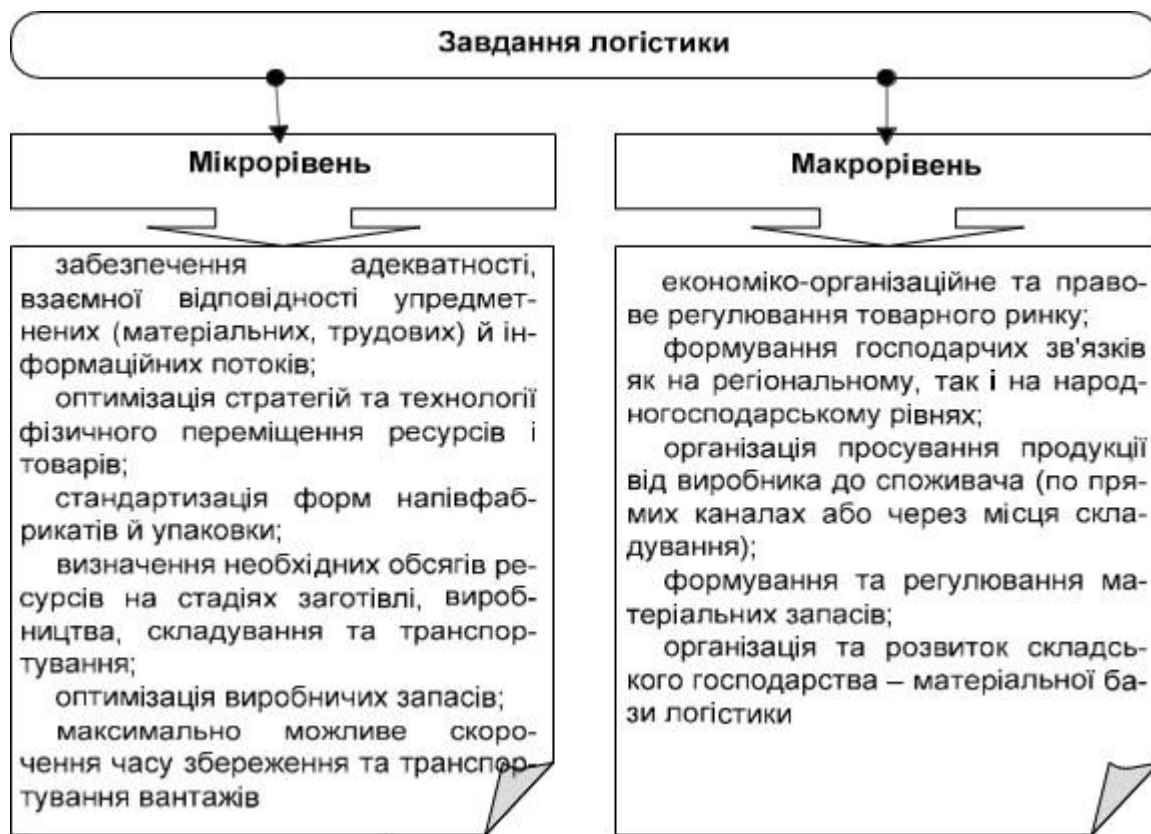 Завдання логістики
Мікрорівень
забезпечення адекватності,
взаємної відповідності упредмет-
нених (матеріальних, трудових) й ін-
формаційних потоків;
оптимізація стратегій та технології
фізичного переміщення ресурсів і
товарів;
стандартизація форм напівфаб-
рикатів й упаковки;
визначення необхідних обсягів ре-
сурсів на стадіях заготівлі, вироб-
ництва, складування та транспор-
тування;
оптимізація виробничих запасів;
максимально можливе скоро-
чення часу збереження та транспор-
тування вантажів
Макрорівень
економіко-організаційне та право-
ве регулювання товарного ринку;
формування господарчих зв'язків
як на регіональному, так і на народ-
ногосподарському рівнях;
організація просування продукції
від виробника до споживача (по пря-
мих каналах або через місця скла-
дування);
формування та регулювання ма-
теріальних запасів;
організація та розвиток складсь-
кого господарства – матеріальної ба-
зи логістики